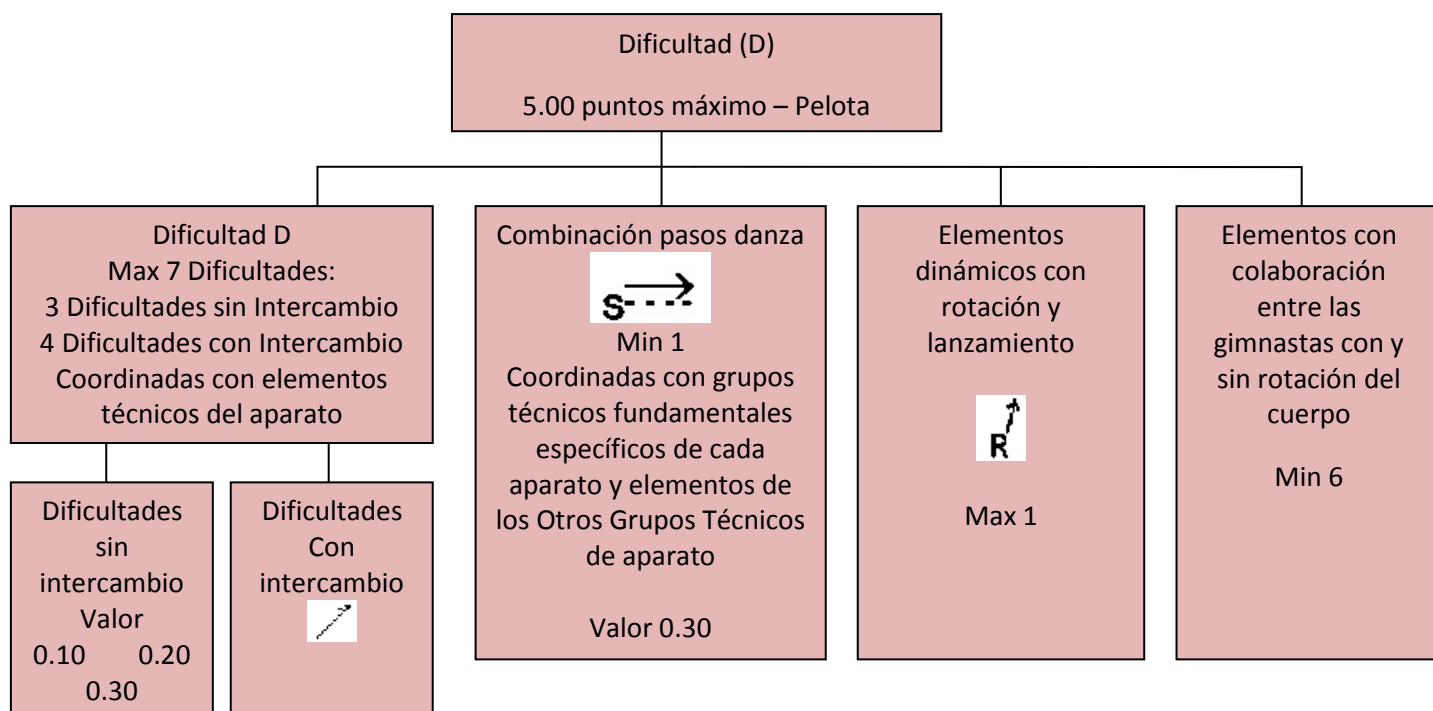 Dificultad (D)
5.00 puntos máximo – Pelota
Dificultad D
Max 7 Dificultades:
3 Dificultades sin Intercambio
4 Dificultades con Intercambio
Coordinadas con elementos
técnicos del aparato
Dificultades
sin
intercambio
Valor
0.10 0.20
0.30
Dificultades
Con
intercambio
Combinación pasos danza
S
Min 1
Coordinadas con grupos
técnicos fundamentales
específicos de cada
aparato y elementos de
los Otros Grupos Técnicos
de aparato
Valor 0.30
Elementos
dinámicos con
rotación y
lanzamiento
R
Max 1
Elementos con
colaboración
entre las
gimnastas con y
sin rotación del
cuerpo
Min 6